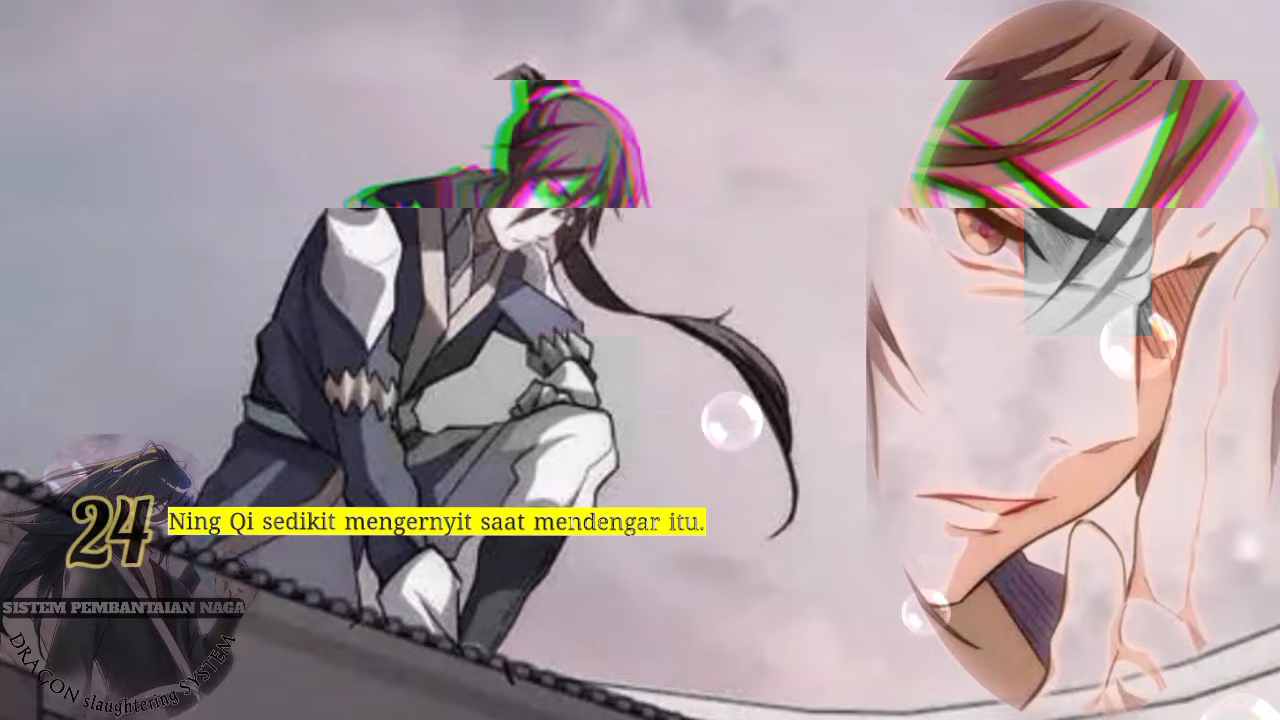 24
Ning Qi sedikit mengernyit saat mendengar itu.
SISTEM PEMBANTAIAN NAGA
DRAGON slaughtering SYSTEM